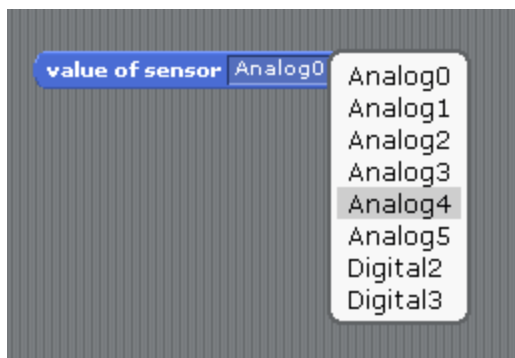 value of sensor Analog0
Analog0
Analog1
Analog2
Analog3
Analog4
Analog5
Digital2
Digital3